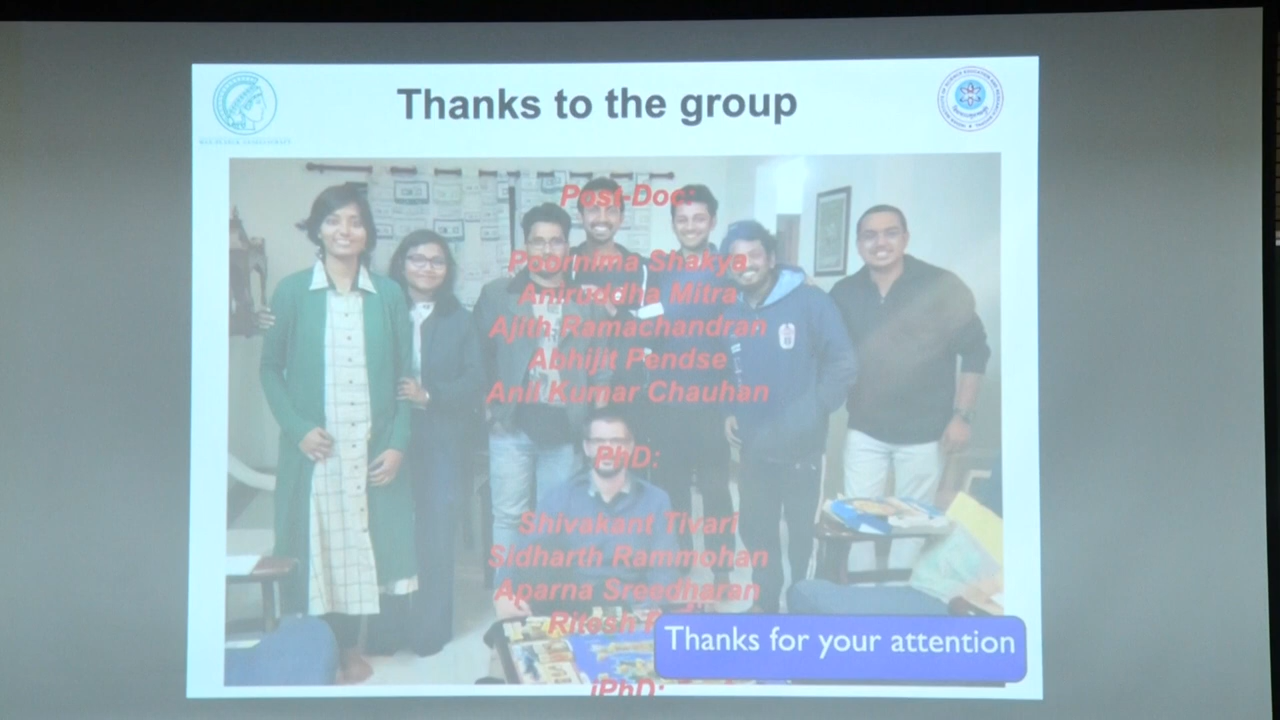 Thanks to the group
Post-Doc:
Poornima Shakya
Aniruddha Mitra
Ajith Ramachandran
Abhijit Pendse
Anil Kumar Chauhan
PhD:
Shivakant Tivari
Sidharth Rammohan
Aparna Sreedharan
Ritesh
Thanks for your attention
iPhD: